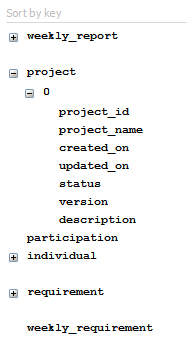 Sort by key
weekly_report
project
0
project_id
project_name
created_on
updated_on
status
version
description
participation
individual
requirement
weekly_requirement